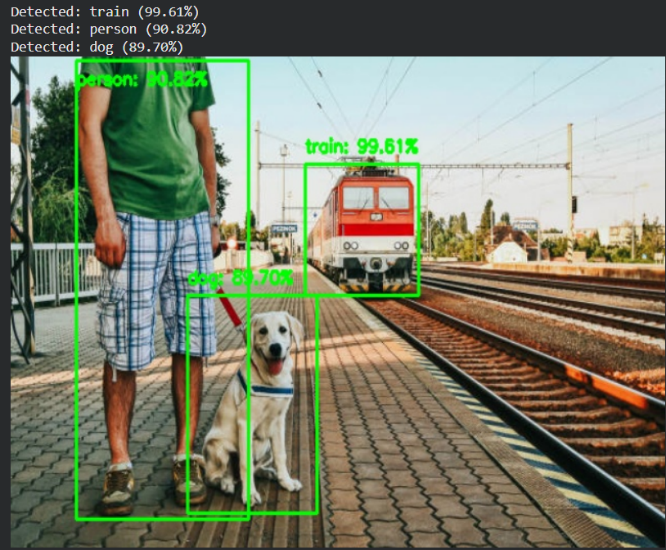 Detected: train (99.61%)
Detected: person (90.82%)
Detected: dog (89.70%)
person: 90.82%
train: 99.61%
dog: 89.70%